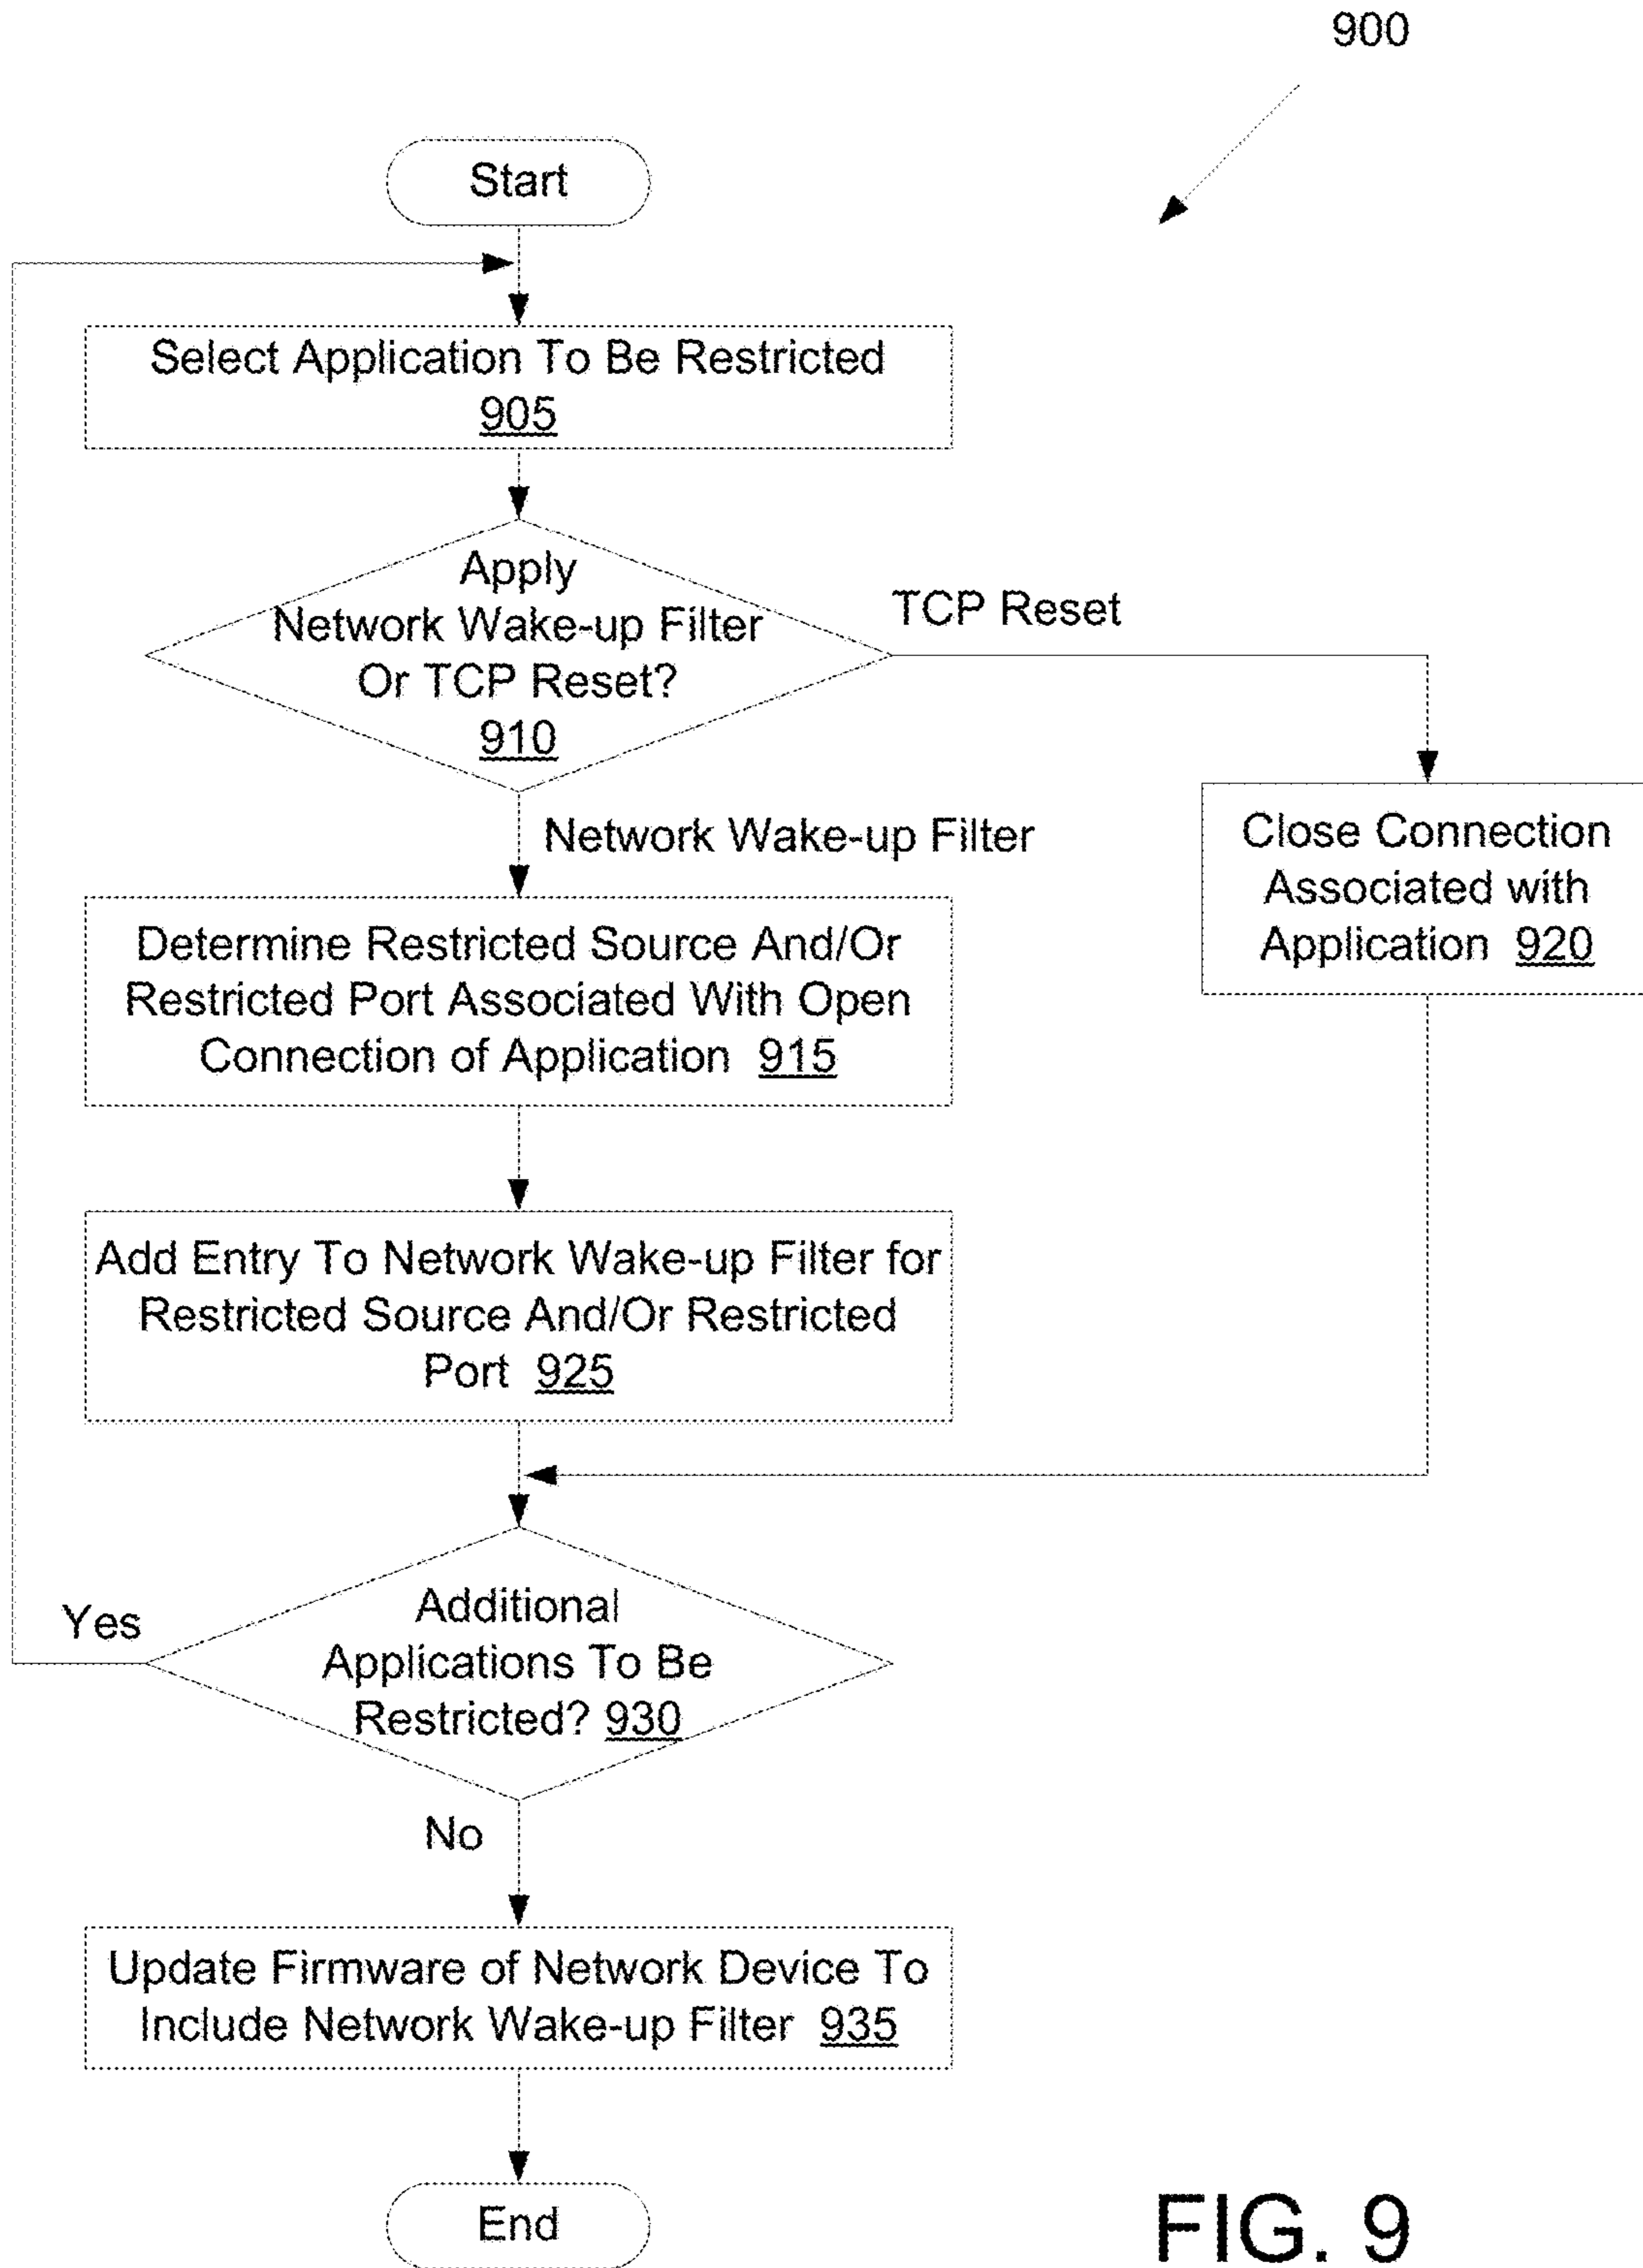 900
Start
Select Application To Be Restricted
905
Apply
Network Wake-up Filter
Or TCP Reset?
910
TCP Reset
Network Wake-up Filter
Close Connection
Associated with
Application 920
Determine Restricted Source And/Or
Restricted Port Associated With Open
Connection of Application 915
Add Entry To Network Wake-up Filter for
Restricted Source And/Or Restricted
Port 925
Additional
Applications To Be
Restricted? 930
Yes
No
Update Firmware of Network Device To
Include Network Wake-up Filter 935
End
FIG. 9